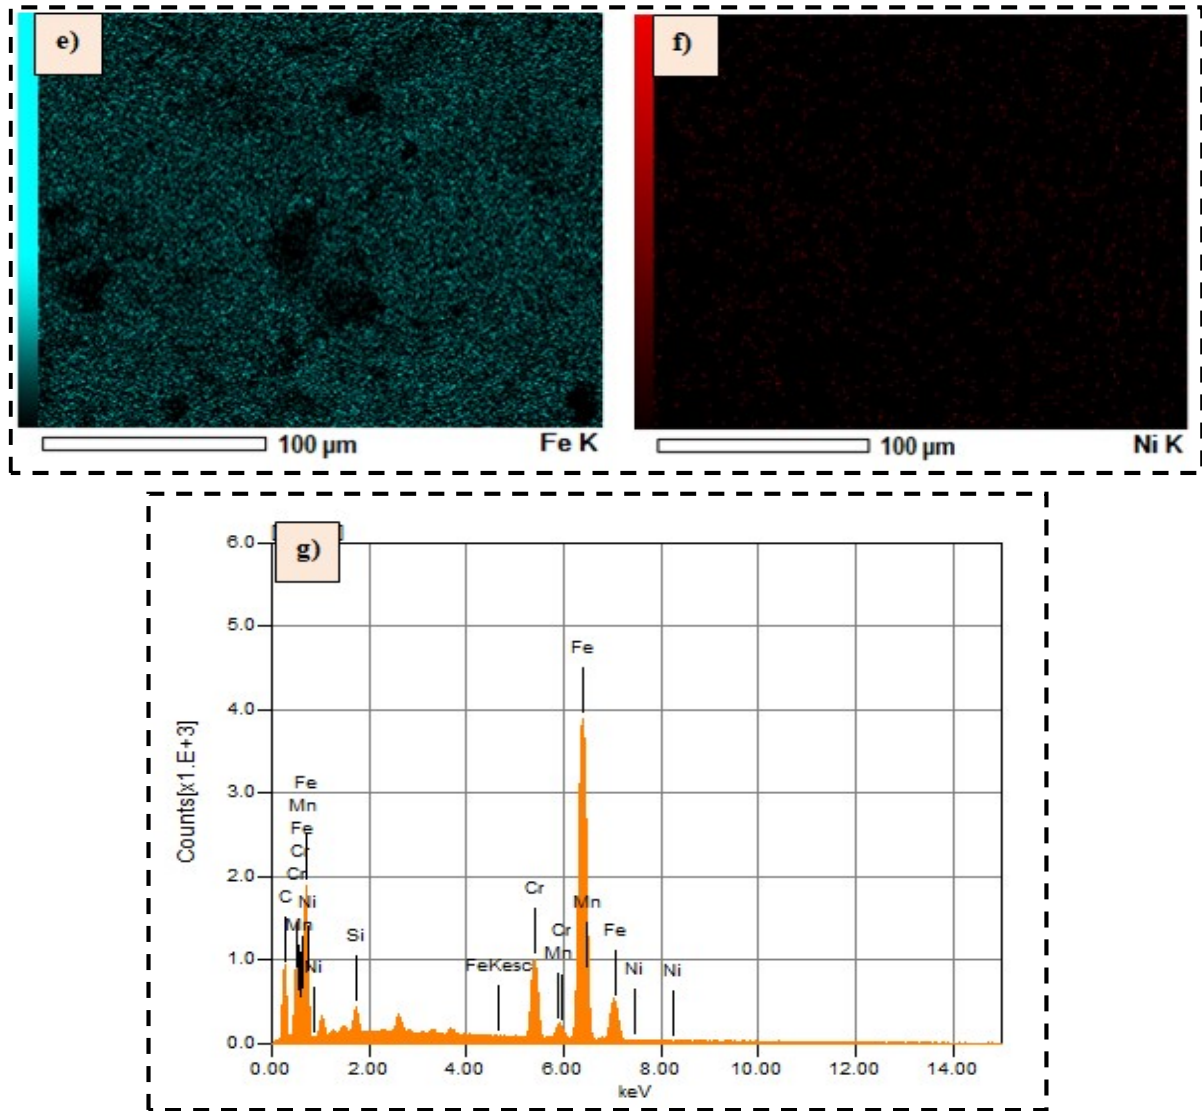 e)
f)
100 µm
Fe K
100 µm
Ni K
g)
6.0
5.0
4.0
3.0
2.0
1.0
0.0
Counts[x1.E+3]
Fe
Mn
Fe
Cr
Cr
C
Ni
Mn
Ni
Si
FeKesc
Cr
Cr
Mn
Fe
Mn
Fe
Ni
Ni
0.00
2.00
4.00
6.00
8.00
10.00
12.00
14.00
keV